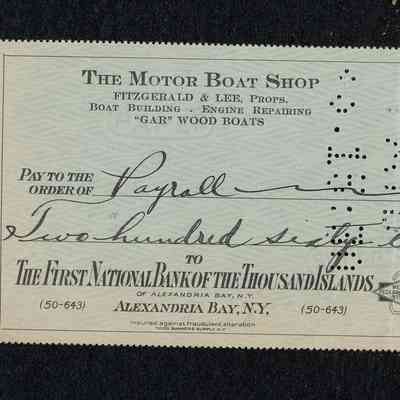 THE MOTOR BOAT SHOP
FITZGERALD & LEE, PROPS.
BOAT BUILDING - ENGINE REPAIRING
"GAR" WOOD BOATS
PAY TO THE
ORDER OF Payroll
Two hundred sixty
TO
THE FIRST NATIONAL BANK OF THE THOUSAND ISLANDS
OF ALEXANDRIA BAY, N.Y.
(50-643) ALEXANDRIA BAY, N.Y. (50-643)
Insured against fraudulent alteration